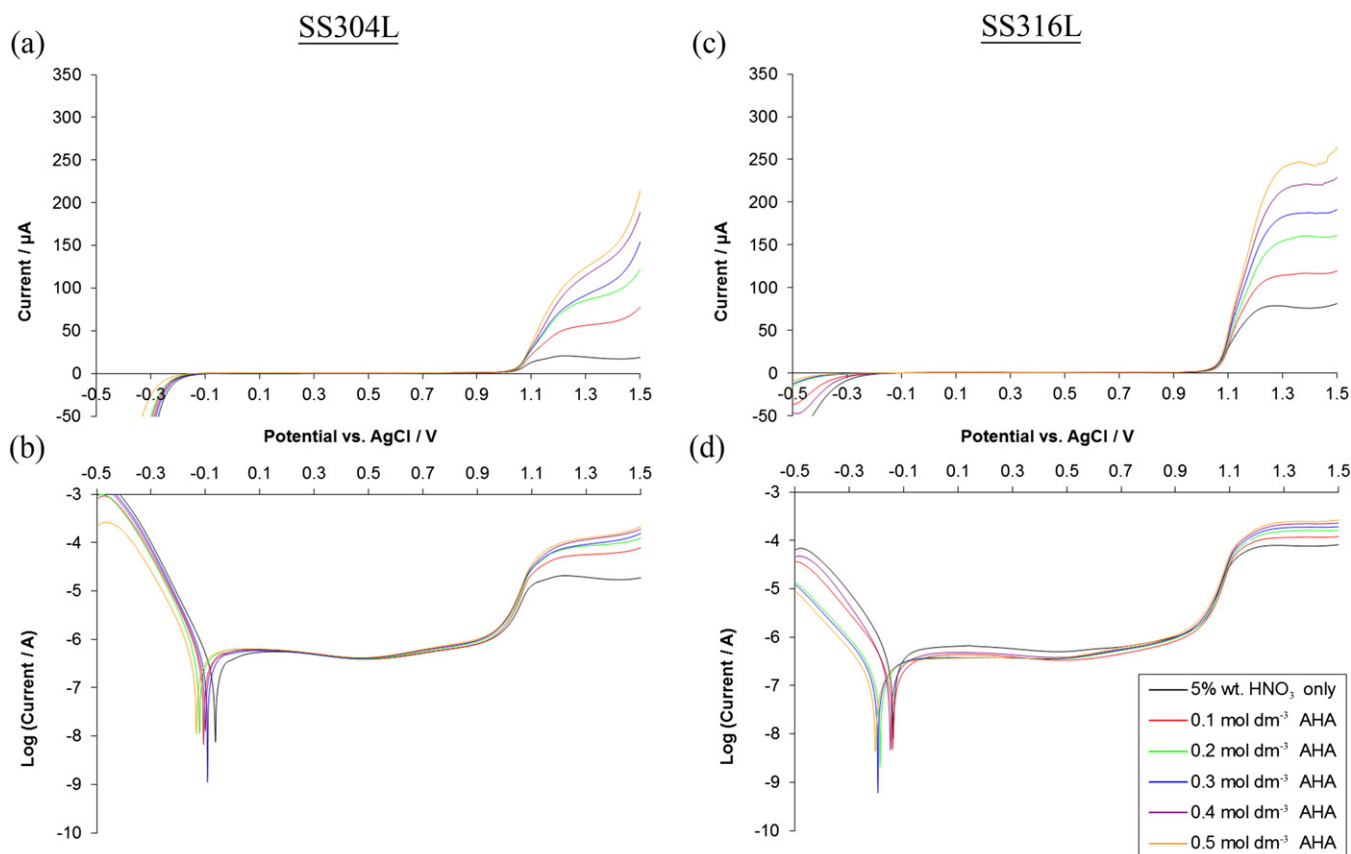 SS304L
SS316L
(a)
350
300
250
200
150
100
50
0
-50
Current / µA
-0.5 -0.3 -0.1 0.1 0.3 0.5 0.7 0.9 1.1 1.3 1.5
Potential vs. AgCl / V
(c)
350
300
250
200
150
100
50
0
-50
Current / µA
-0.5 -0.3 -0.1 0.1 0.3 0.5 0.7 0.9 1.1 1.3 1.5
Potential vs. AgCl / V
(b)
-0.5 -0.3 -0.1 0.1 0.3 0.5 0.7 0.9 1.1 1.3 1.5
-3
-4
-5
-6
-7
-8
-9
-10
Log (Current / A)
(d)
-0.5 -0.3 -0.1 0.1 0.3 0.5 0.7 0.9 1.1 1.3 1.5
-3
-4
-5
-6
-7
-8
-9
-10
Log (Current / A)
5% wt. HNO₃ only
0.1 mol dm⁻³ AHA
0.2 mol dm⁻³ AHA
0.3 mol dm⁻³ AHA
0.4 mol dm⁻³ AHA
0.5 mol dm⁻³ AHA